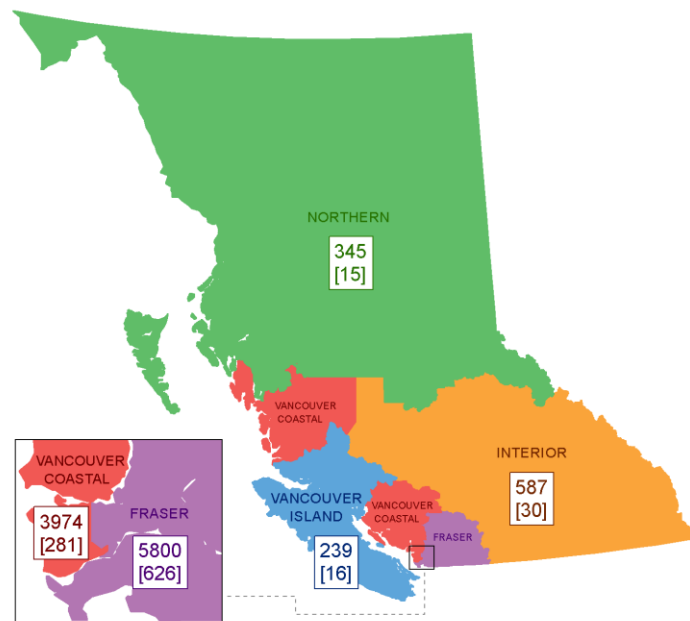 NORTHERN
345
[15]
VANCOUVER
COASTAL
INTERIOR
587
[30]
VANCOUVER
ISLAND
239
[16]
VANCOUVER
COASTAL
FRASER
VANCOUVER
COASTAL
3974
[281]
FRASER
5800
[626]